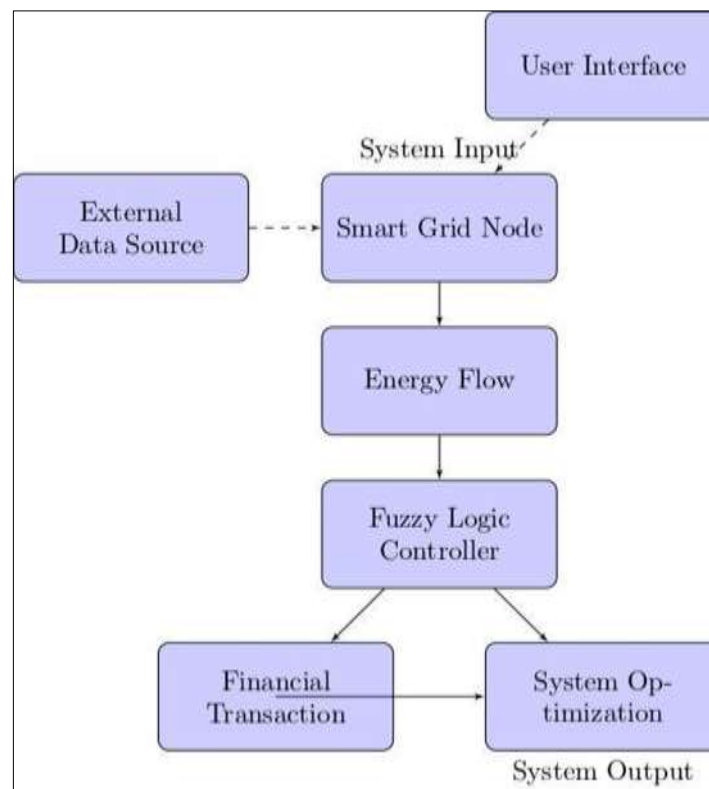 User Interface
System Input
External
Data Source
Smart Grid Node
Energy Flow
Fuzzy Logic
Controller
Financial
Transaction
System Op-
timization
System Output